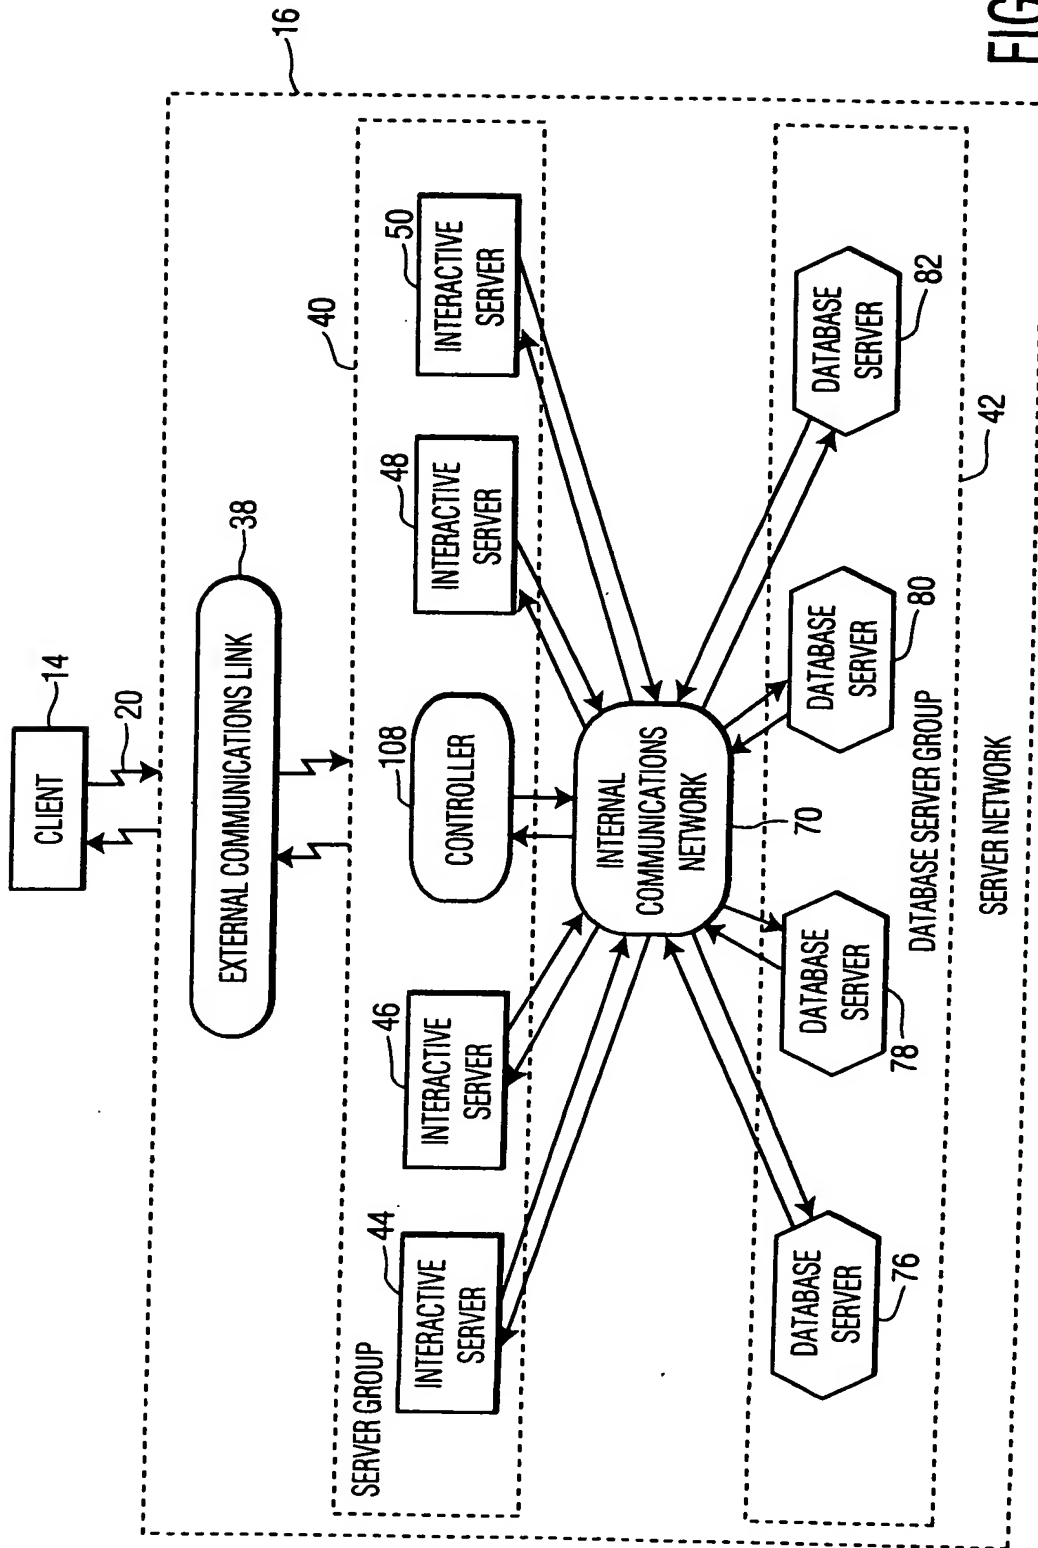 CLIENT
14
20
16
EXTERNAL COMMUNICATIONS LINK
38
40
SERVER GROUP
INTERACTIVE
SERVER
44
INTERACTIVE
SERVER
46
CONTROLLER
108
INTERACTIVE
SERVER
48
INTERACTIVE
SERVER
50
INTERNAL
COMMUNICATIONS
NETWORK
70
DATABASE
SERVER
76
DATABASE
SERVER
78
DATABASE
SERVER
80
DATABASE
SERVER
82
DATABASE SERVER GROUP
42
SERVER NETWORK